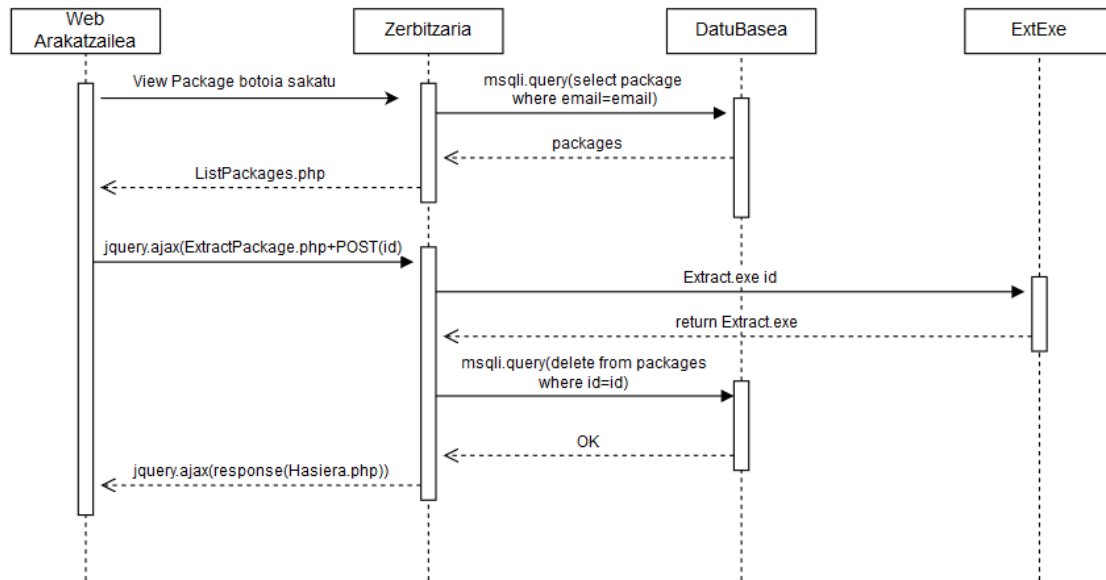 Web
Arakatzailea
Zerbitzaria
DatuBasea
ExtExe
View Package botoia sakatu
msqli.query(select package
where email=email)
packages
ListPackages.php
jquery.ajax(ExtractPackage.php+POST(id)
Extract.exe id
return Extract.exe
msqli.query(delete from packages
where id=id)
OK
jquery.ajax(response(Hasiera.php))